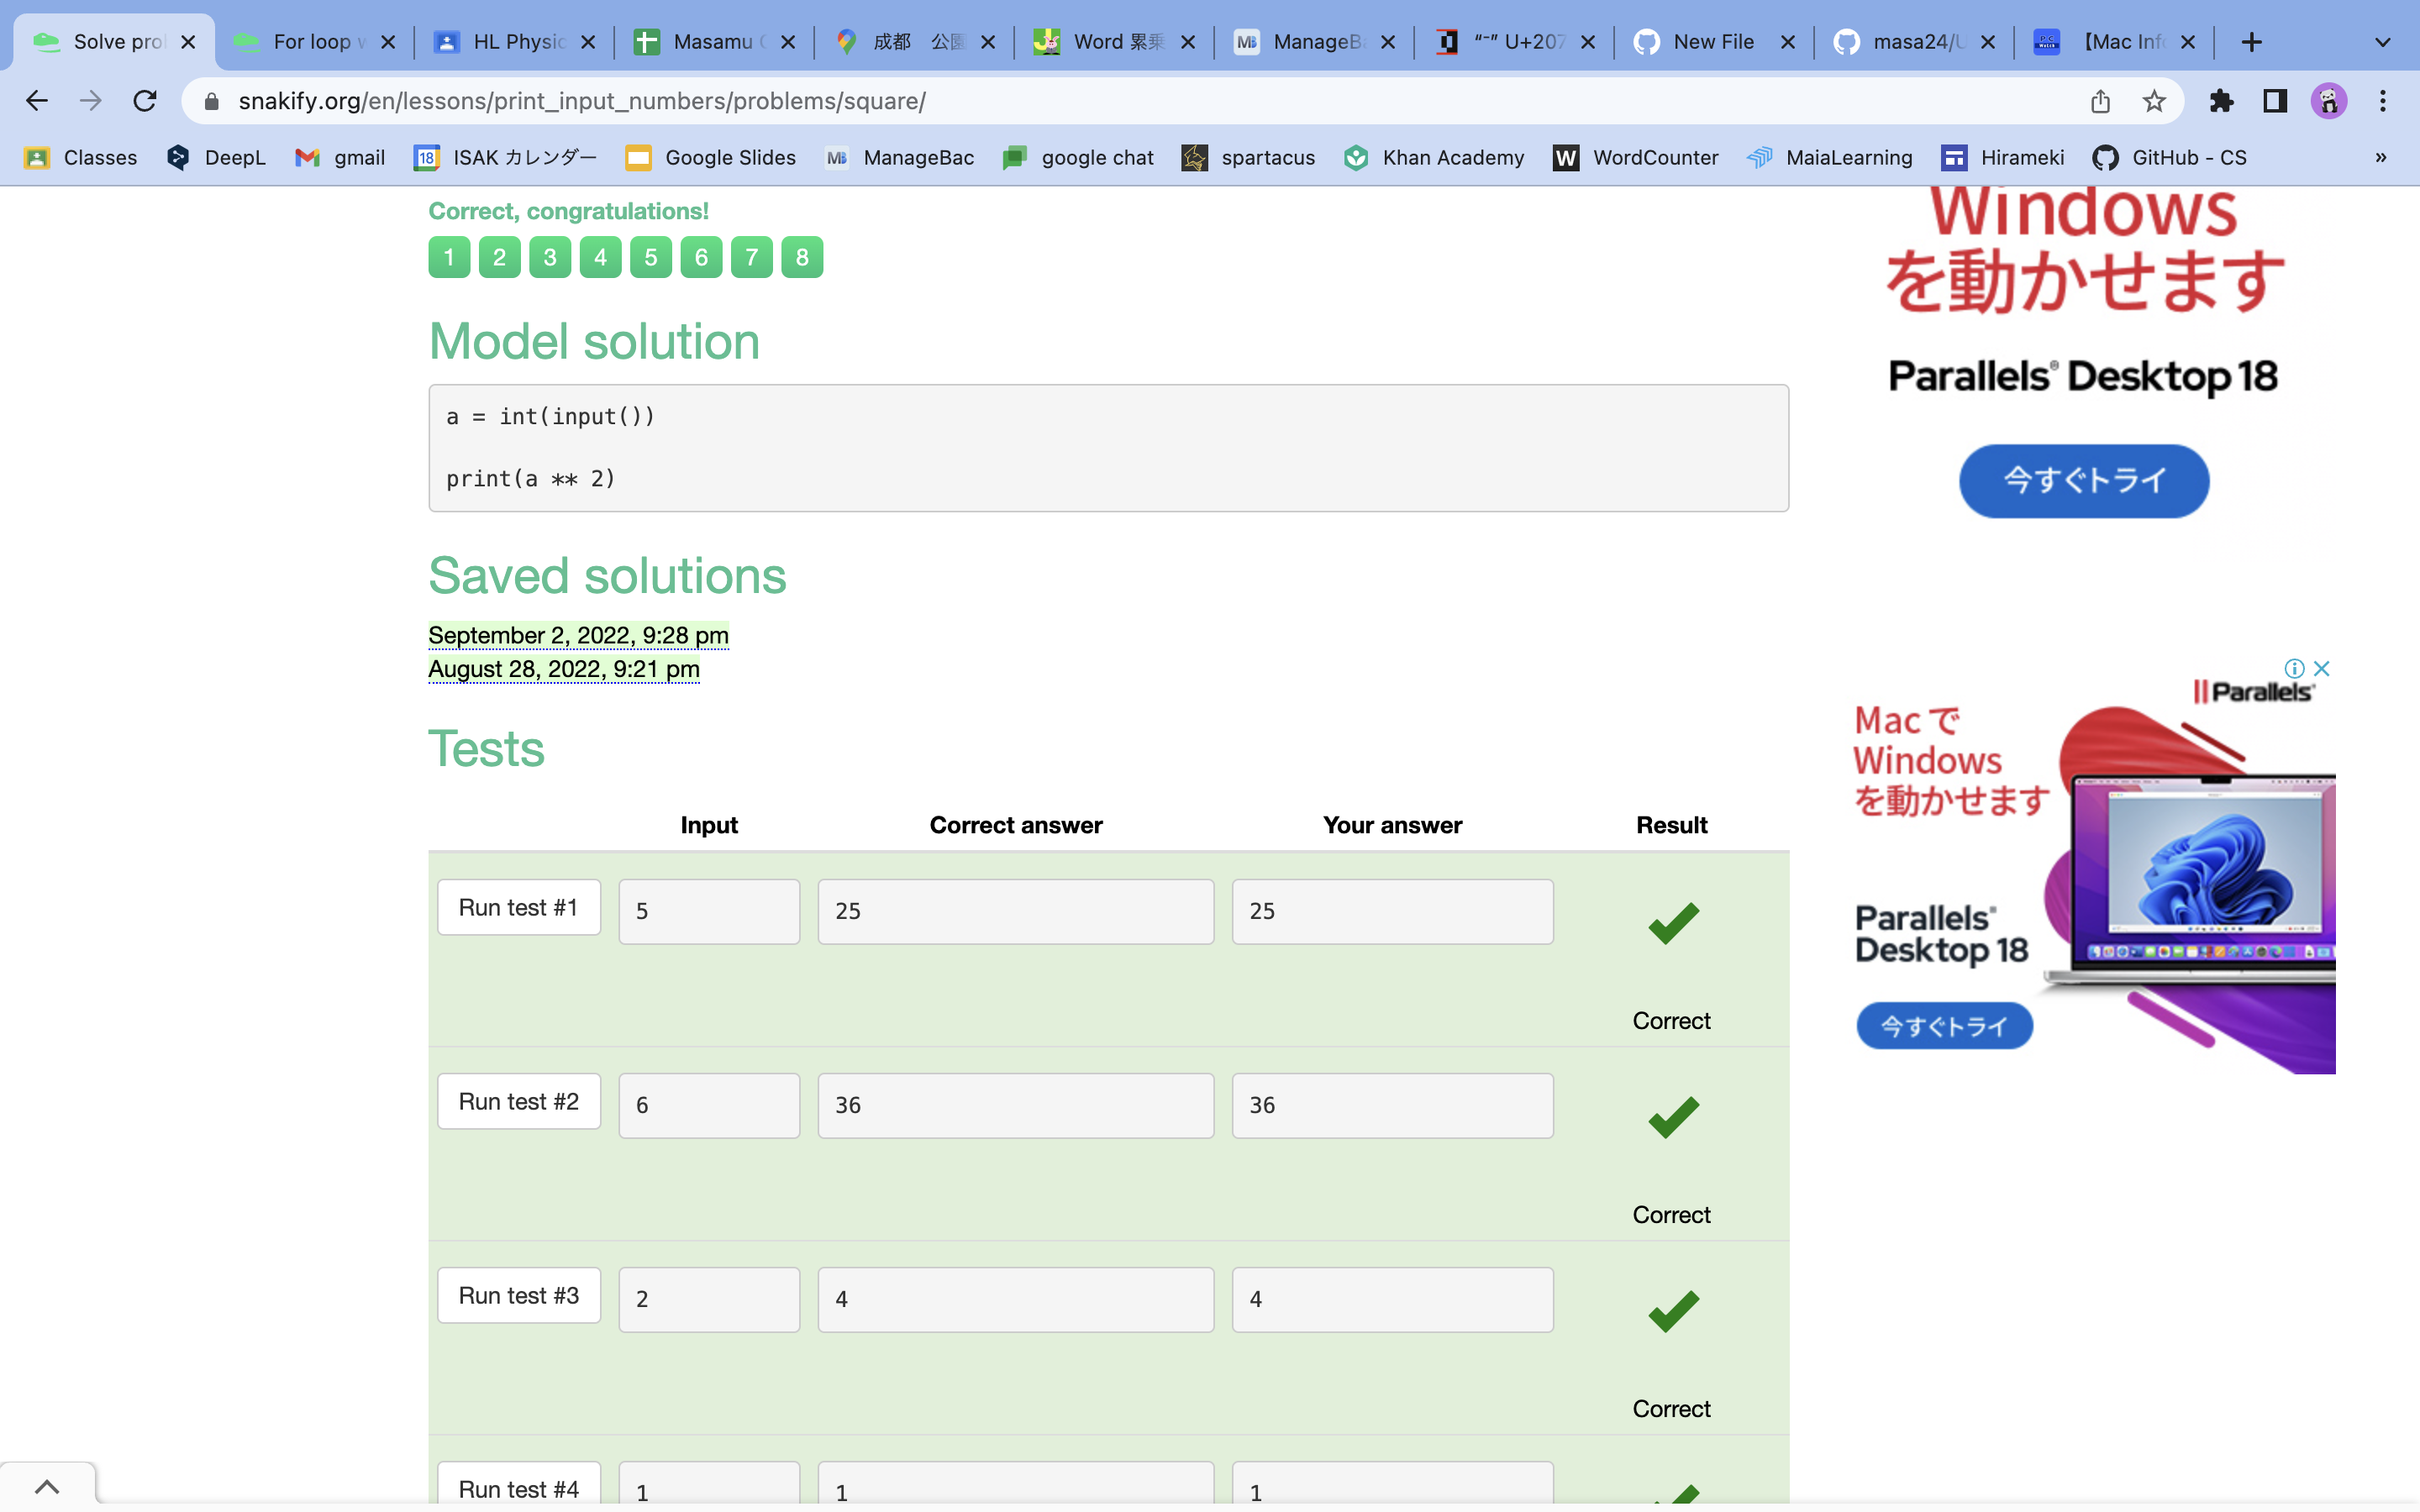 Solve pro
For loop w
HL Physic
Masamu
成都 公園
Word 累乗
ManageBa
“⁻” U+207
New File
masa24/U
【Mac Inf
snakify.org/en/lessons/print_input_numbers/problems/square/
Classes
DeepL
gmail
18
ISAK カレンダー
Google Slides
MB
ManageBac
google chat
spartacus
Khan Academy
W
WordCounter
MaiaLearning
Hirameki
GitHub - CS
»
Correct, congratulations!
1 2 3 4 5 6 7 8
Model solution
a = int(input())
print(a ** 2)
Saved solutions
September 2, 2022, 9:28 pm
August 28, 2022, 9:21 pm
Tests
Input Correct answer Your answer Result
Run test #1 5 25 25
Correct
Run test #2 6 36 36
Correct
Run test #3 2 4 4
Correct
Run test #4 1 1 1
Windows
を動かせます
Parallels® Desktop 18
今すぐトライ
Parallels®
Mac で
Windows
を動かせます
Parallels®
Desktop 18
今すぐトライ